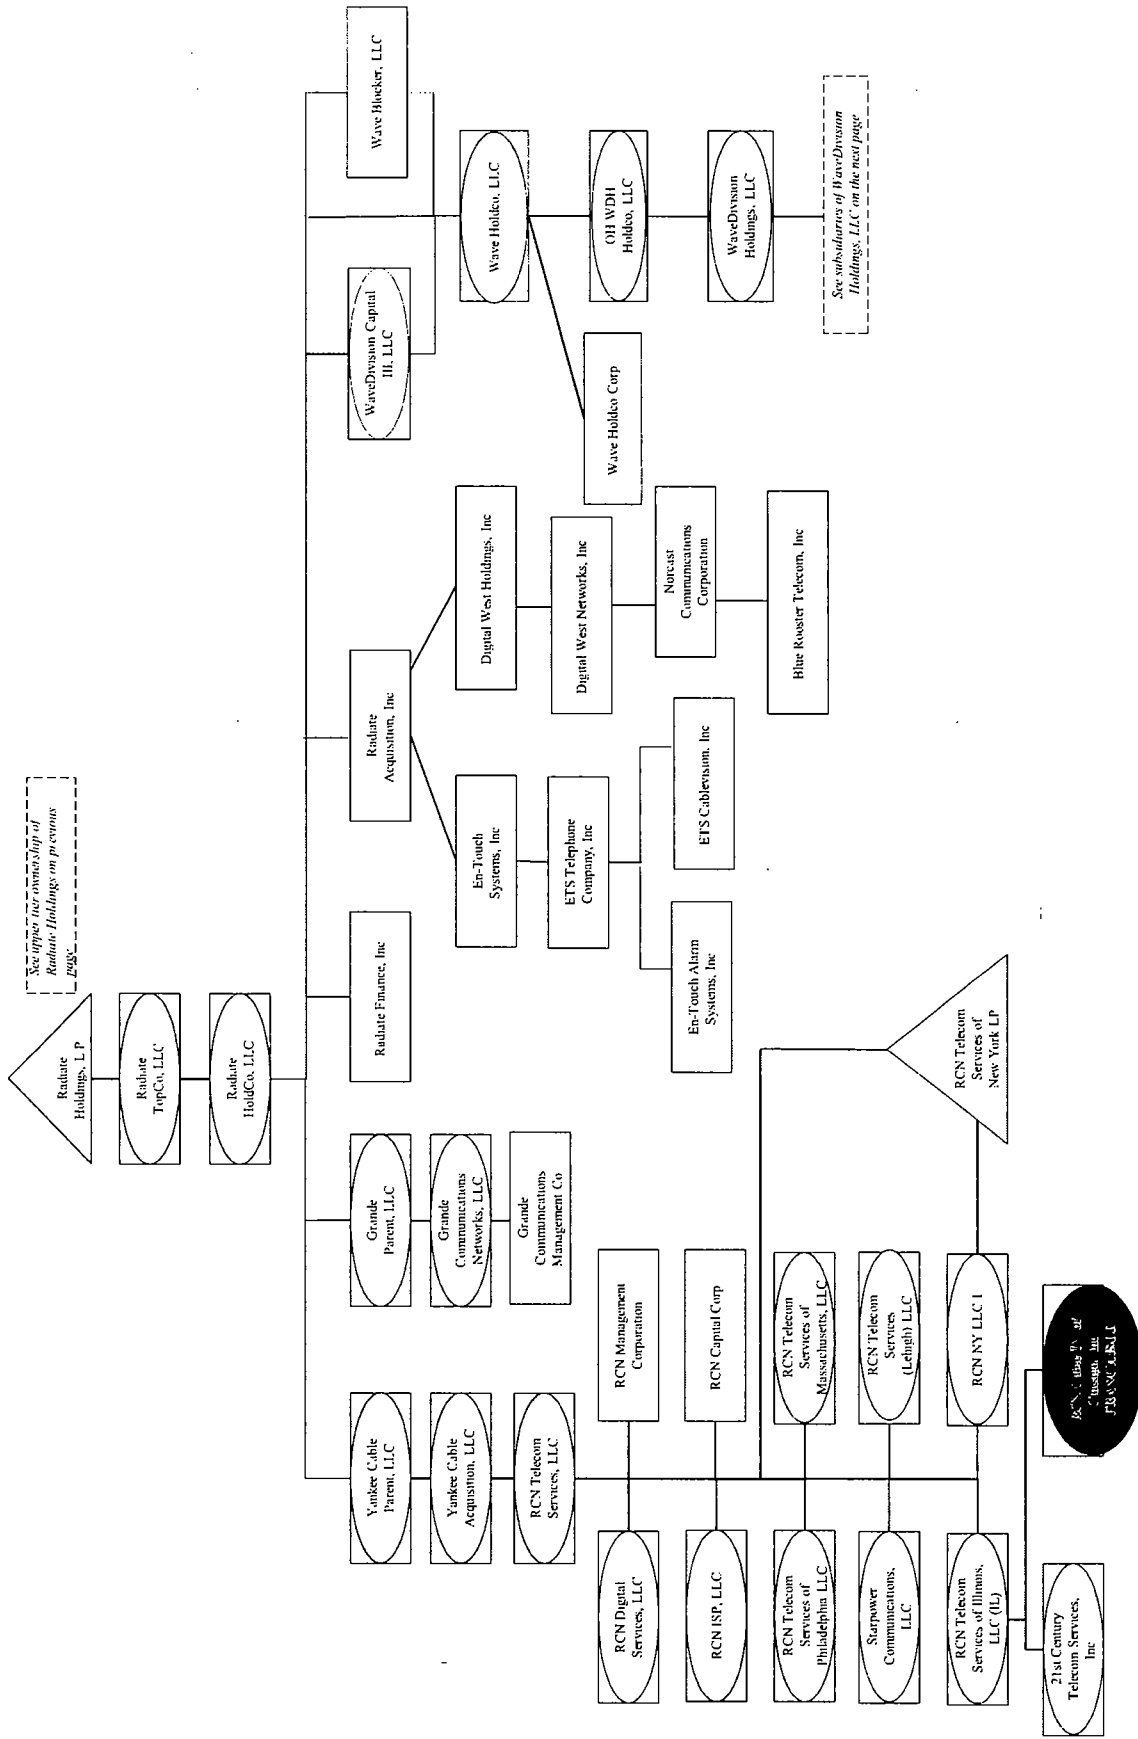 See upper tier ownership of
Radiate Holdings on previous
page
Radiate
Holdings, L P
Radiate
TopCo, LLC
Radiate
HoldCo, LLC
Yankee Cable
Parent, LLC
Grande
Parent, LLC
Radiate Finance, Inc
Radiate
Acquisition, Inc
WaveDivision Capital
III, LLC
Wave Blocker, LLC
Yankee Cable
Acquisition, LLC
Grande
Communications
Networks, LLC
En-Touch
Systems, Inc
Digital West Holdings, Inc
Wave Holdco, LLC
RCN Telecom
Services, LLC
Grande
Communications
Management Co
ETS Telephone
Company, Inc
Digital West Networks, Inc
Wave Holdco Corp
OH WDH
Holdco, LLC
RCN Digital
Services, LLC
RCN Management
Corporation
En-Touch Alarm
Systems, Inc
ETS Cablevision, Inc
Norcast
Communications
Corporation
WaveDivision
Holdings, LLC
RCN ISP, LLC
RCN Capital Corp
Blue Rooster Telecom, Inc
See subsidiaries of WaveDivision
Holdings, LLC on the next page
RCN Telecom
Services of
Philadelphia LLC
RCN Telecom
Services of
Massachusetts, LLC
Starpower
Communications,
LLC
RCN Telecom
Services
(Lehigh) LLC
RCN Telecom
Services of Illinois,
LLC (IL)
RCN NY LLC I
RCN Telecom
Services of
New York LP
21st Century
Telecom Services,
Inc